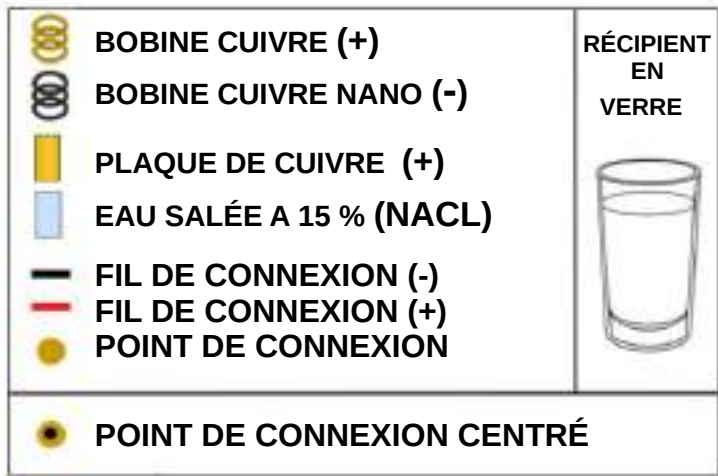 BOBINE CUIVRE (+)
BOBINE CUIVRE NANO (-)
PLAQUE DE CUIVRE (+)
EAU SALÉE A 15 % (NACL)
FIL DE CONNEXION (-)
FIL DE CONNEXION (+)
POINT DE CONNEXION
POINT DE CONNEXION CENTRÉ
RÉCIPIENT
EN
VERRE